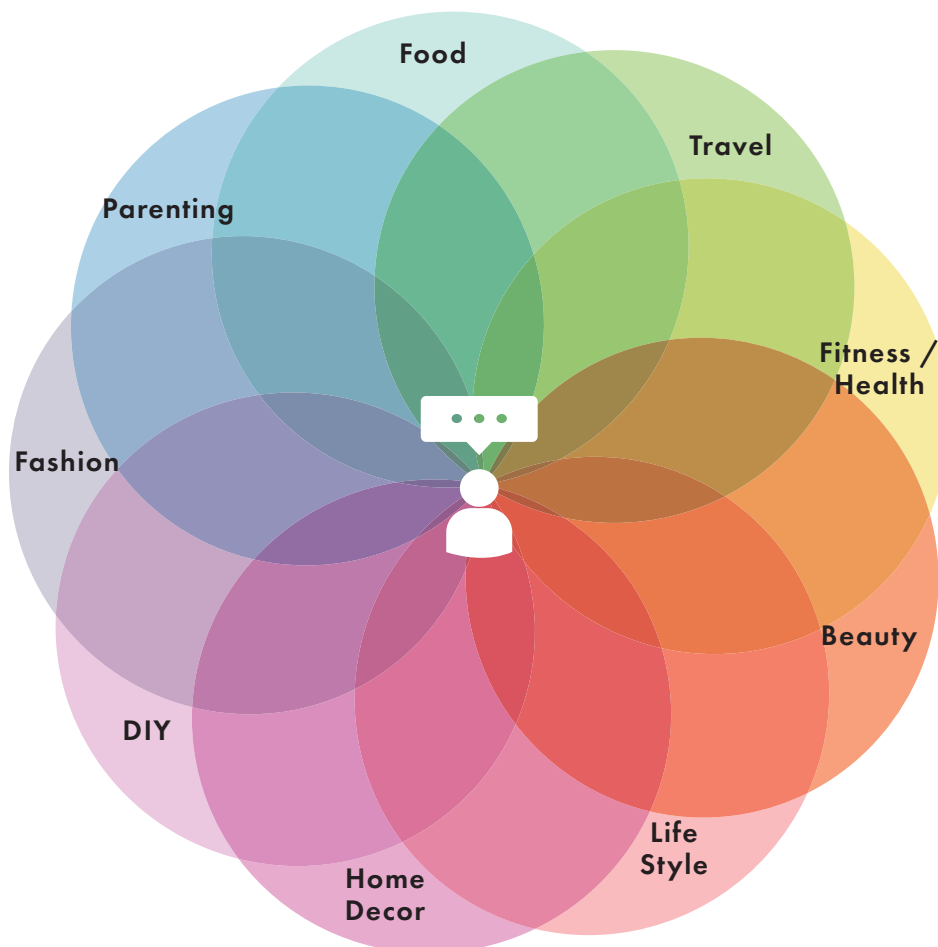 Food
Travel
Parenting
Fitness /
Health
Fashion
Beauty
DIY
Life
Style
Home
Decor